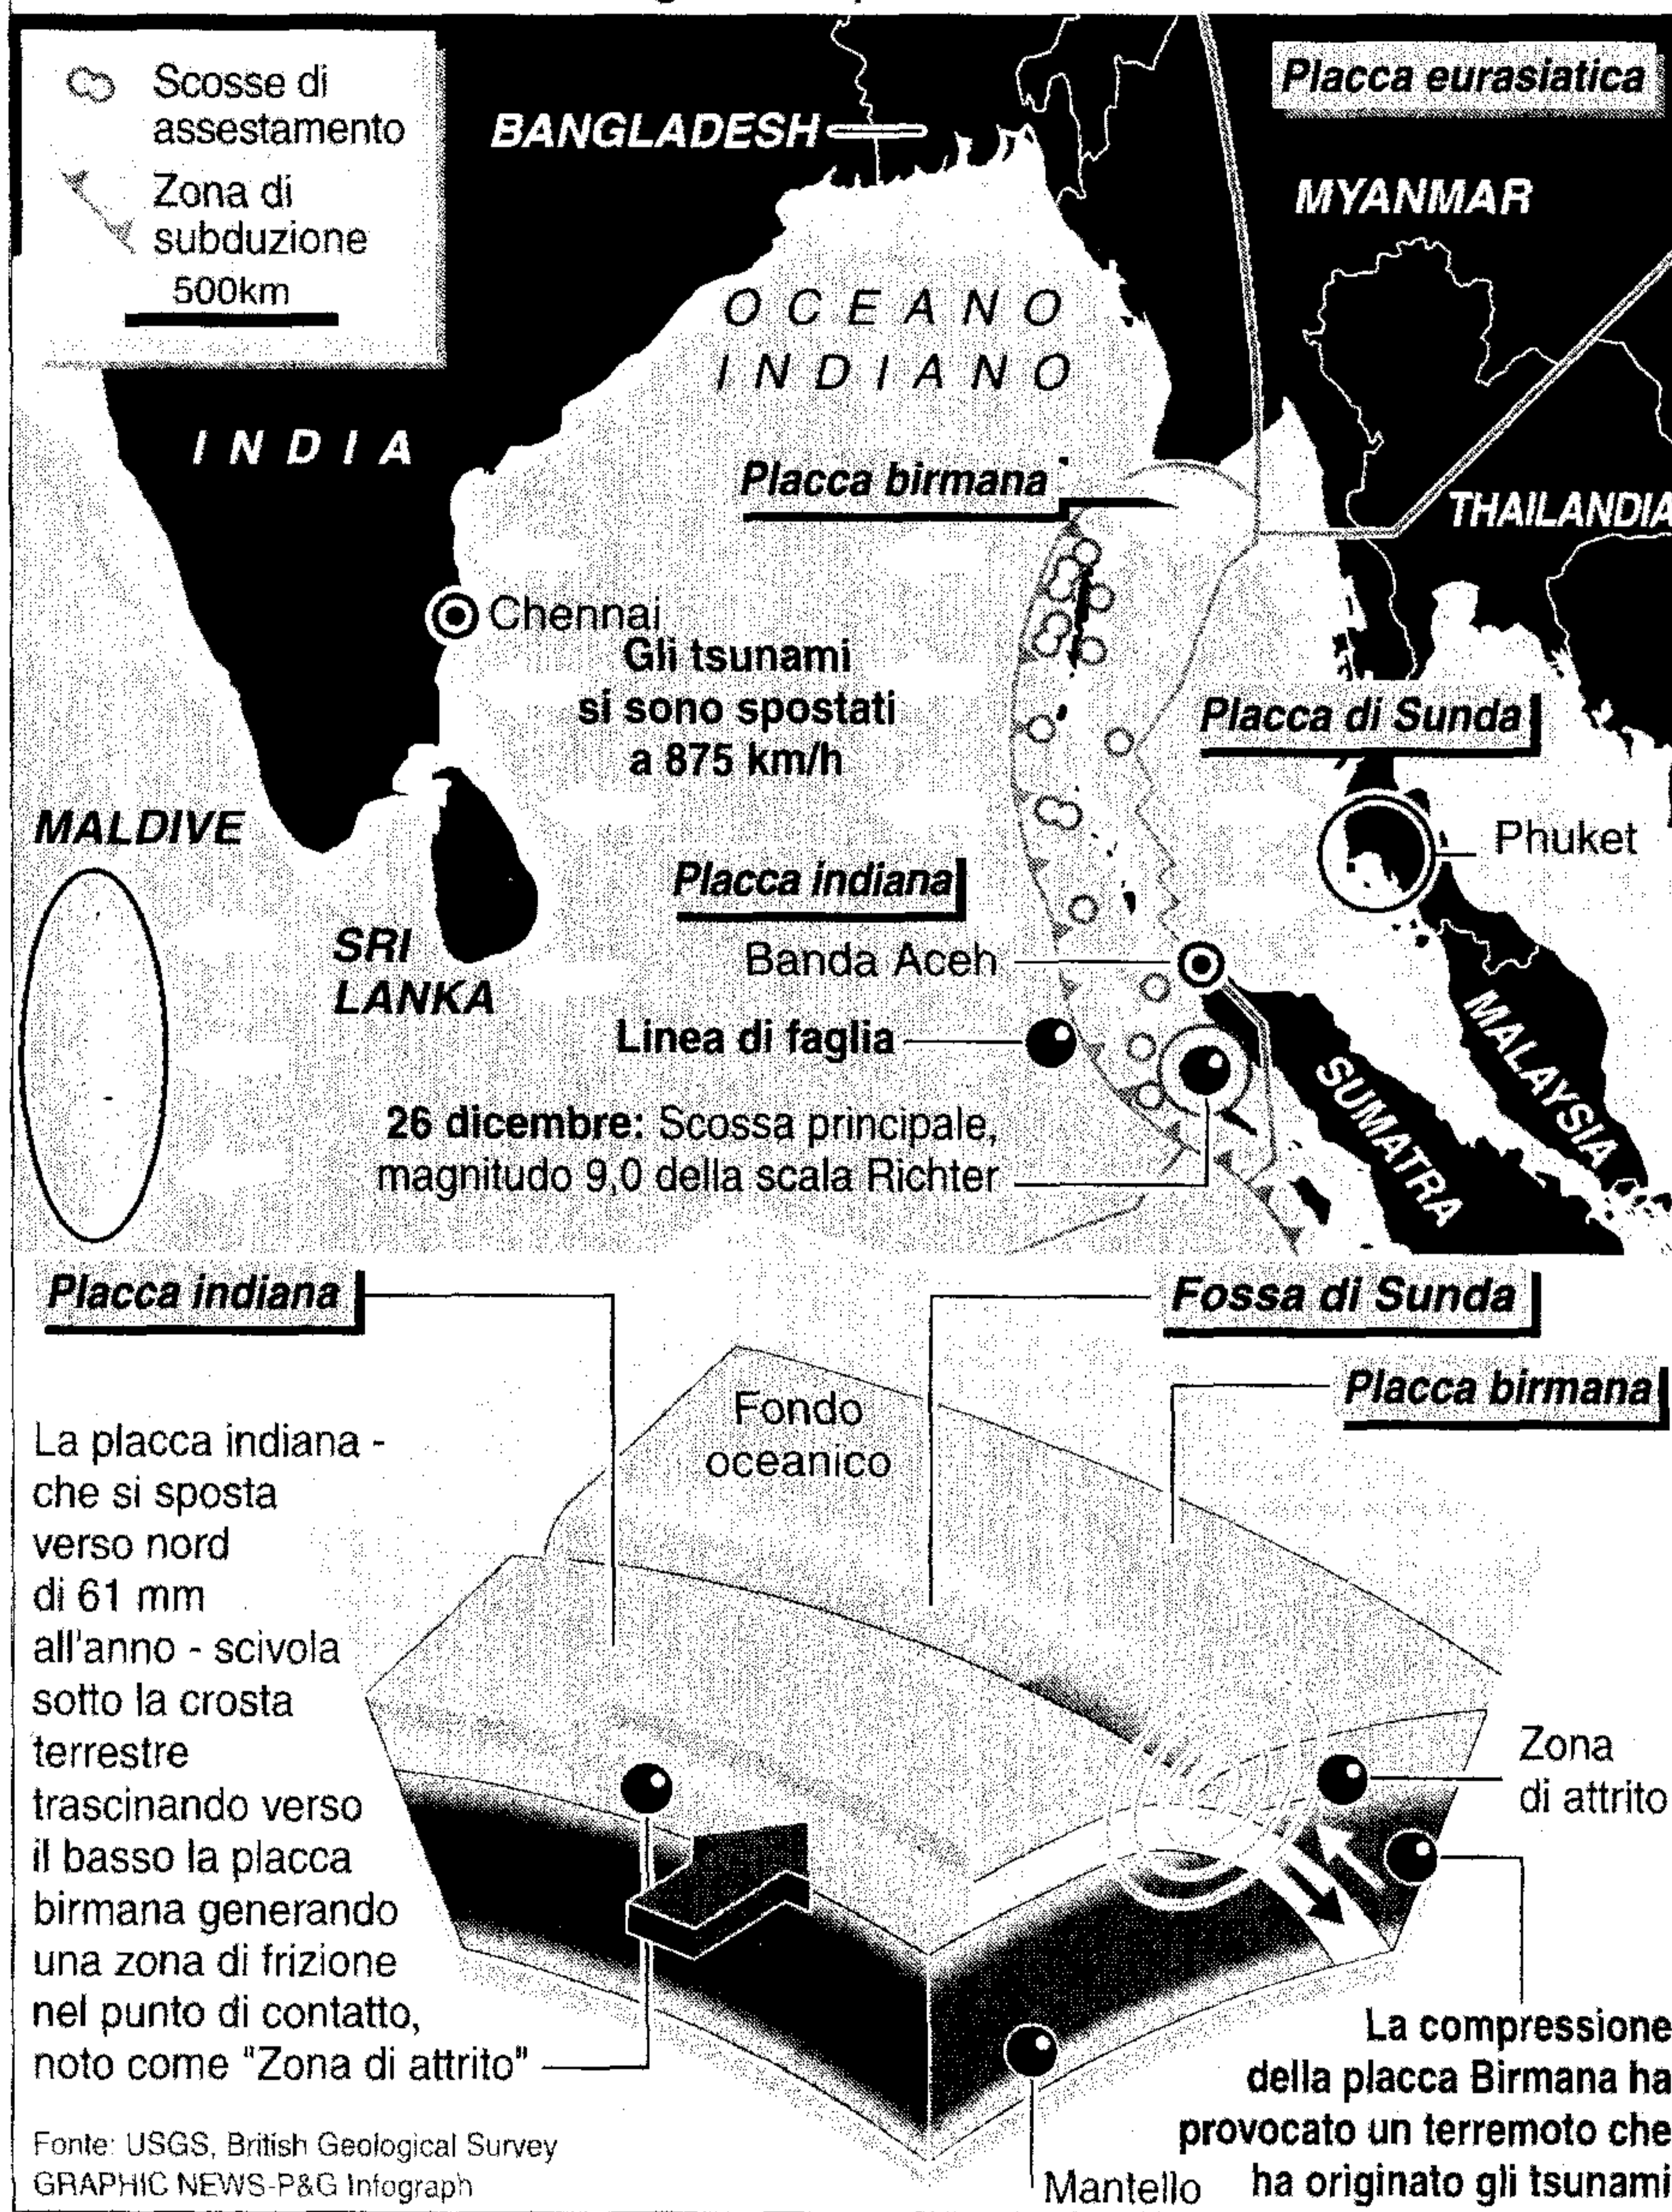 Scosse di
assestamento
Zona di
subduzione
500km
Placca eurasiatica
BANGLADESH
MYANMAR
OCEANO
INDIANO
INDIA
Placca birmana
THAILANDIA
Chennai
Gli tsunami
si sono spostati
a 875 km/h
Placca di Sunda
MALDIVE
Phuket
Placca indiana
SRI
LANKA
Banda Aceh
Linea di faglia
MALAYSIA
SUMATRA
26 dicembre: Scossa principale,
magnitudo 9,0 della scala Richter
Placca indiana
Fossa di Sunda
Placca birmana
Fondo
oceanico
La placca indiana -
che si sposta
verso nord
di 61 mm
all'anno - scivola
sotto la crosta
terrestre
trascinando verso
il basso la placca
birmana generando
una zona di frizione
nel punto di contatto,
noto come "Zona di attrito"
Zona
di attrito
La compressione
della placca Birmana ha
provocato un terremoto che
ha originato gli tsunami
Mantello
Fonte: USGS, British Geological Survey
GRAPHIC NEWS-P&G Infograph